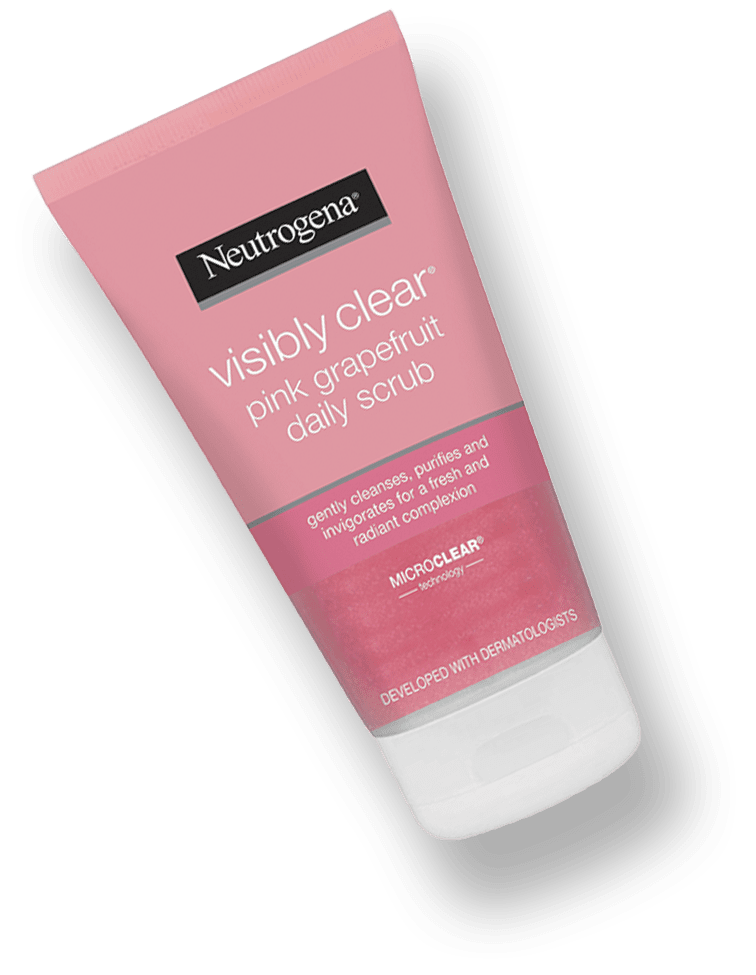 Neutrogena®
visibly clear®
pink grapefruit
daily scrub
gently cleanses, purifies and
invigorates for a fresh and
radiant complexion
MICROCLEAR®
technology
DEVELOPED WITH DERMATOLOGISTS